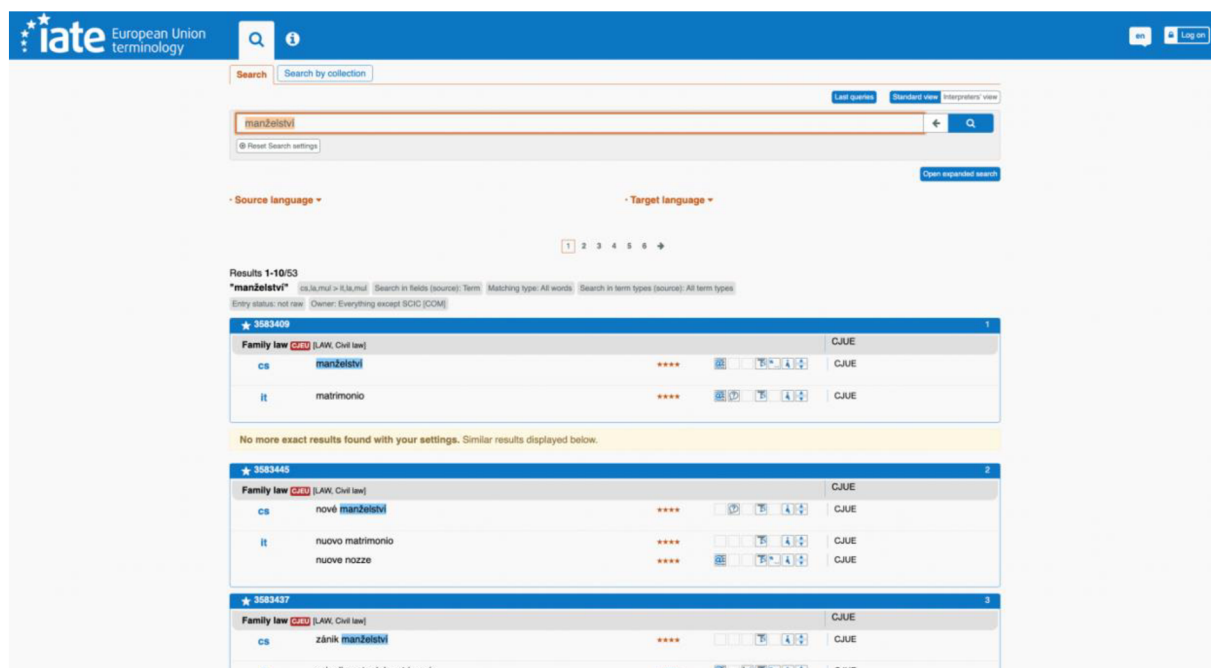 iate European Union terminology
en Log on
Search Search by collection
Last queries Standard view Interpreters' view
manželství
Reset Search settings
Open expanded search
Source language Target language
1 2 3 4 5 6
Results 1-10/53
"manželství" cs,la,mul > it,la,mul Search in fields (source): Term Matching type: All words Search in term types (source): All term types
Entry status: not raw Owner: Everything except SCIC [COM]
3583409 1
Family law CJEU [LAW, Civil law] CJUE
cs manželství **** CJUE
it matrimonio **** CJUE
No more exact results found with your settings. Similar results displayed below.
3583445 2
Family law CJEU [LAW, Civil law] CJUE
cs nové manželství **** CJUE
it nuovo matrimonio **** CJUE
nuove nozze **** CJUE
3583437 3
Family law CJEU [LAW, Civil law] CJUE
cs zánik manželství **** CJUE